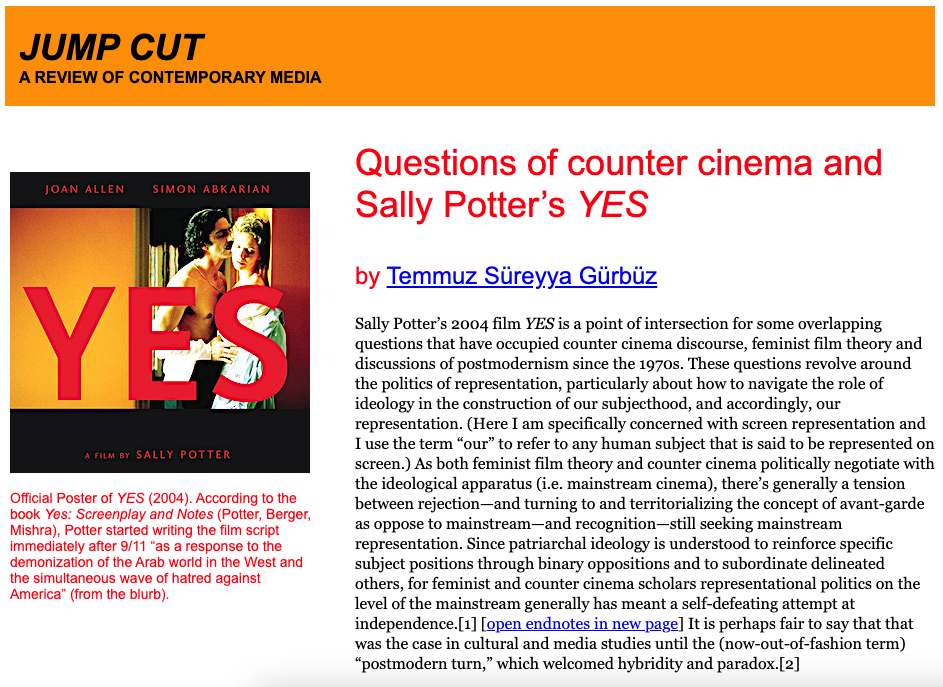 JUMP CUT
A REVIEW OF CONTEMPORARY MEDIA
JOAN ALLEN SIMON ABKARIAN
YES
A FILM BY SALLY POTTER
Official Poster of YES (2004). According to the
book Yes: Screenplay and Notes (Potter, Berger,
Mishra), Potter started writing the film script
immediately after 9/11 “as a response to the
demonization of the Arab world in the West and
the simultaneous wave of hatred against
America” (from the blurb).
Questions of counter cinema and
Sally Potter’s YES
by Temmuz Süreyya Gürbüz
Sally Potter’s 2004 film YES is a point of intersection for some overlapping
questions that have occupied counter cinema discourse, feminist film theory and
discussions of postmodernism since the 1970s. These questions revolve around
the politics of representation, particularly about how to navigate the role of
ideology in the construction of our subjecthood, and accordingly, our
representation. (Here I am specifically concerned with screen representation and
I use the term “our” to refer to any human subject that is said to be represented on
screen.) As both feminist film theory and counter cinema politically negotiate with
the ideological apparatus (i.e. mainstream cinema), there’s generally a tension
between rejection—and turning to and territorializing the concept of avant-garde
as oppose to mainstream—and recognition—still seeking mainstream
representation. Since patriarchal ideology is understood to reinforce specific
subject positions through binary oppositions and to subordinate delineated
others, for feminist and counter cinema scholars representational politics on the
level of the mainstream generally has meant a self-defeating attempt at
independence.[1] [open endnotes in new page] It is perhaps fair to say that that
was the case in cultural and media studies until the (now-out-of-fashion term)
“postmodern turn,” which welcomed hybridity and paradox.[2]